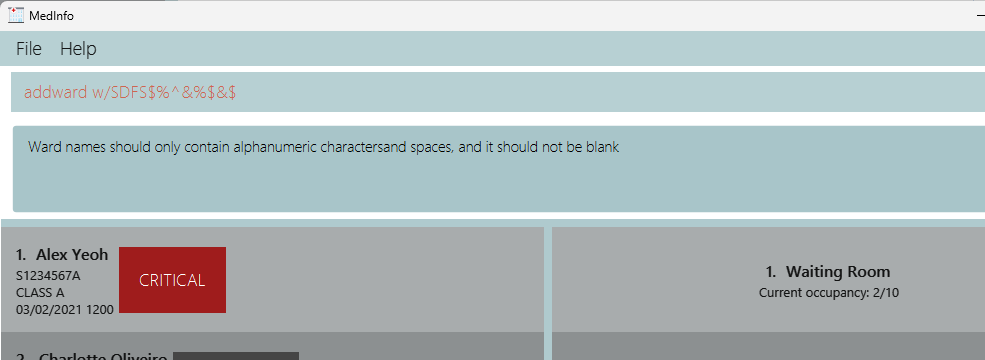 MedInfo
File Help
addward w/SDFS$%^&%$&$
Ward names should only contain alphanumeric charactersand spaces, and it should not be blank
1. Alex Yeoh
S1234567A
CLASS A
03/02/2021 1200
CRITICAL
1. Waiting Room
Current occupancy: 2/10
2. Charlotte Oliveiro